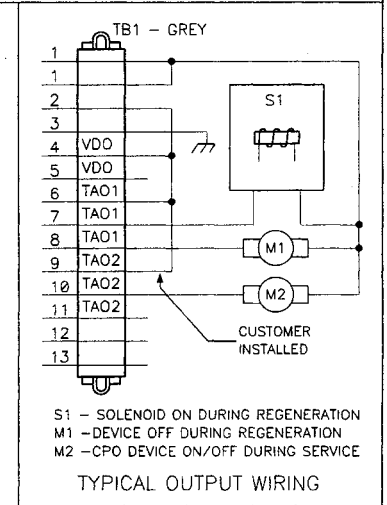 TB1 – GREY
1
1
2
3
4 VDO
5 VDO
6 TAO1
7 TAO1
8 TAO1
9 TAO2
10 TAO2
11 TAO2
12
13
S1
M1
M2
CUSTOMER
INSTALLED
S1 – SOLENOID ON DURING REGENERATION
M1 –DEVICE OFF DURING REGENERATION
M2 –CPO DEVICE ON/OFF DURING SERVICE
TYPICAL OUTPUT WIRING